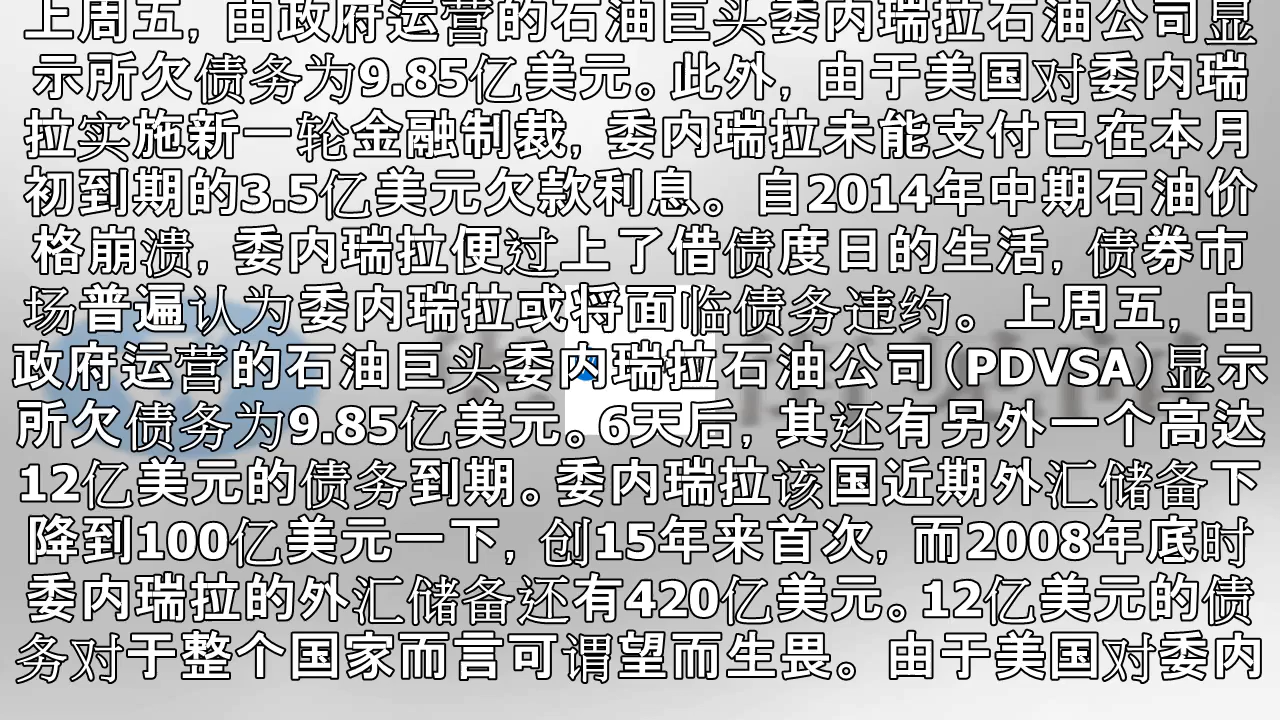 上周五，由政府运营的石油巨头委内瑞拉石油公司显
示所欠债务为9.85亿美元。此外，由于美国对委内瑞
拉实施新一轮金融制裁，委内瑞拉未能支付已在本月
初到期的3.5亿美元欠款利息。自2014年中期石油价
格崩溃，委内瑞拉便过上了借债度日的生活，债券市
场普遍认为委内瑞拉或将面临债务违约。上周五，由
政府运营的石油巨头委内瑞拉石油公司（PDVSA）显示
所欠债务为9.85亿美元。6天后，其还有另外一个高达
12亿美元的债务到期。委内瑞拉该国近期外汇储备下
降到100亿美元一下，创15年来首次，而2008年底时
委内瑞拉的外汇储备还有420亿美元。12亿美元的债
务对于整个国家而言可谓望而生畏。由于美国对委内